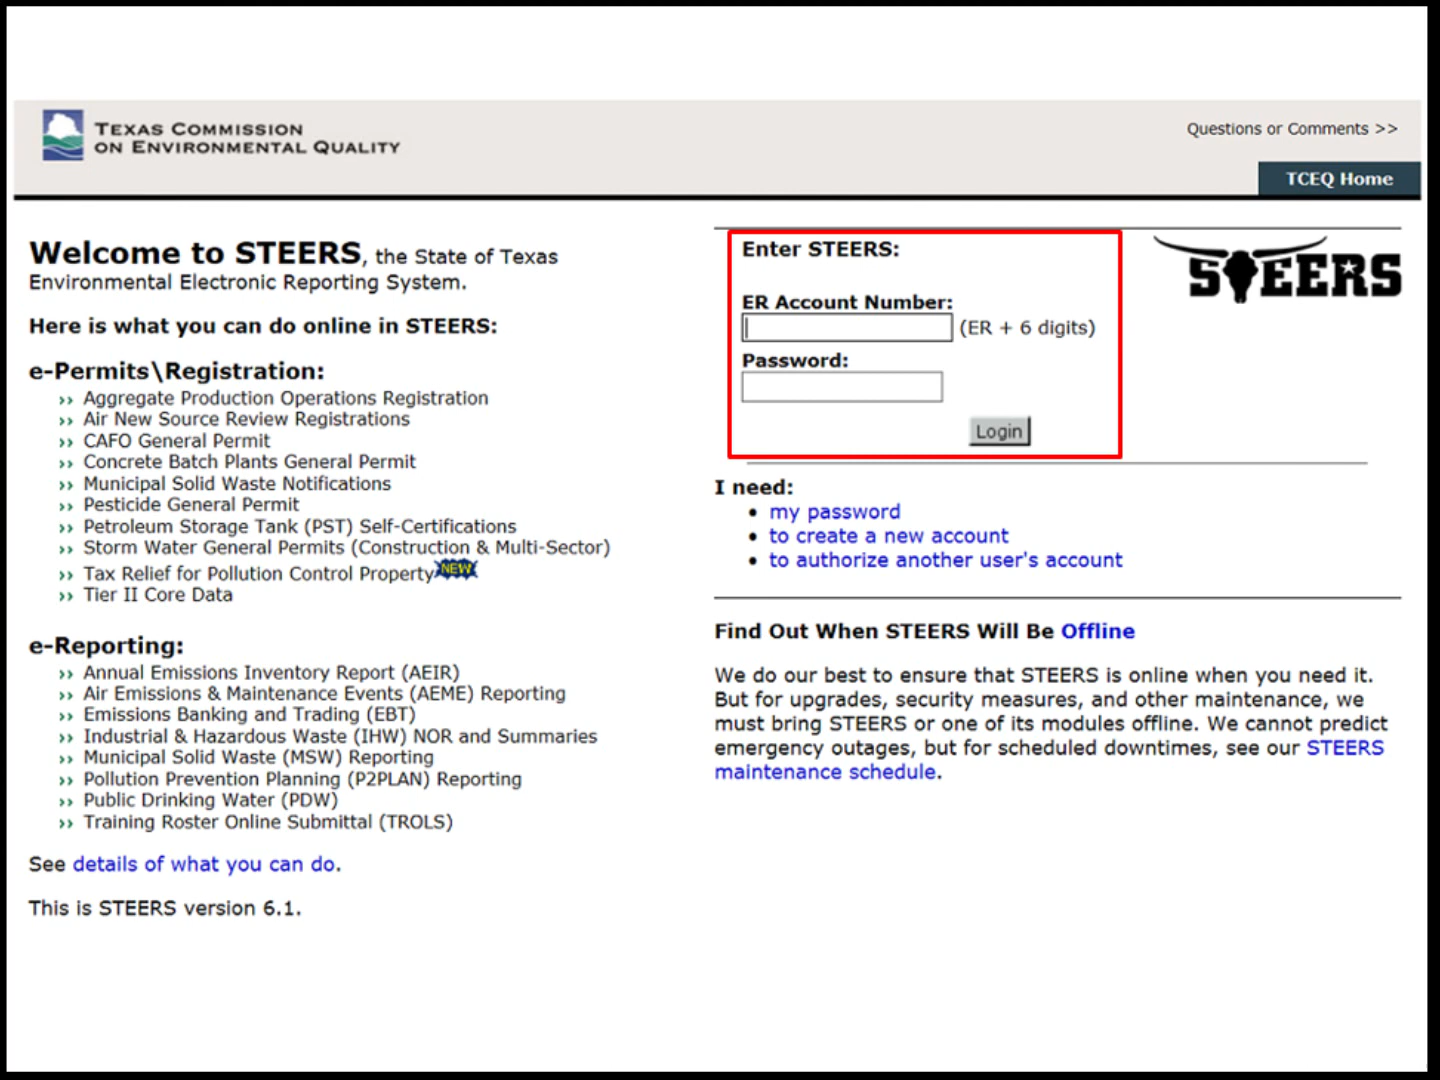 TEXAS COMMISSION
ON ENVIRONMENTAL QUALITY
Questions or Comments >>
TCEQ Home
Welcome to STEERS, the State of Texas
Environmental Electronic Reporting System.
Here is what you can do online in STEERS:
e-Permits\Registration:
›› Aggregate Production Operations Registration
›› Air New Source Review Registrations
›› CAFO General Permit
›› Concrete Batch Plants General Permit
›› Municipal Solid Waste Notifications
›› Pesticide General Permit
›› Petroleum Storage Tank (PST) Self-Certifications
›› Storm Water General Permits (Construction & Multi-Sector)
›› Tax Relief for Pollution Control Property NEW
›› Tier II Core Data
e-Reporting:
›› Annual Emissions Inventory Report (AEIR)
›› Air Emissions & Maintenance Events (AEME) Reporting
›› Emissions Banking and Trading (EBT)
›› Industrial & Hazardous Waste (IHW) NOR and Summaries
›› Municipal Solid Waste (MSW) Reporting
›› Pollution Prevention Planning (P2PLAN) Reporting
›› Public Drinking Water (PDW)
›› Training Roster Online Submittal (TROLS)
See details of what you can do.
This is STEERS version 6.1.
Enter STEERS:
STEERS
ER Account Number:
(ER + 6 digits)
Password:
Login
I need:
• my password
• to create a new account
• to authorize another user's account
Find Out When STEERS Will Be Offline
We do our best to ensure that STEERS is online when you need it.
But for upgrades, security measures, and other maintenance, we
must bring STEERS or one of its modules offline. We cannot predict
emergency outages, but for scheduled downtimes, see our STEERS
maintenance schedule.